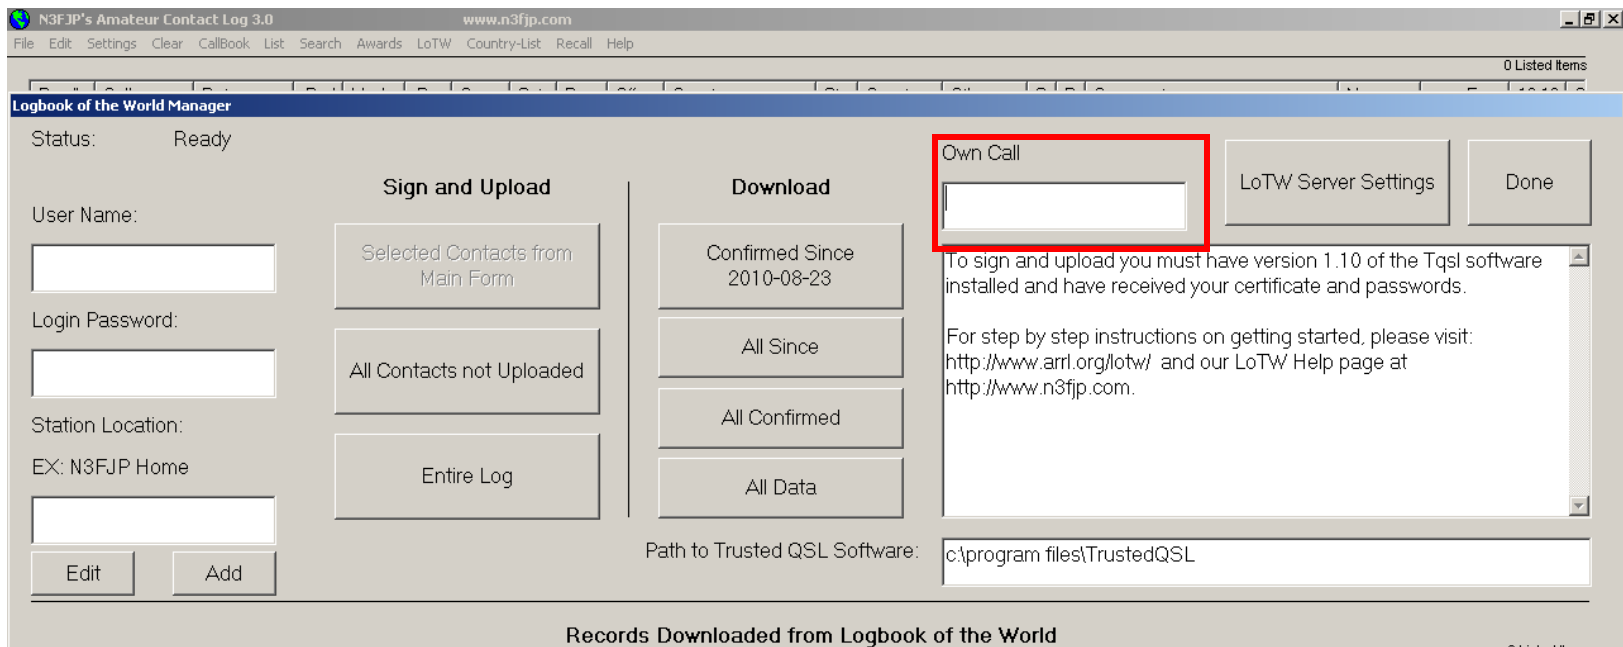 N3FJP's Amateur Contact Log 3.0 www.n3fjp.com
File Edit Settings Clear CallBook List Search Awards LoTW Country-List Recall Help
0 Listed Items
Logbook of the World Manager
Status: Ready
Own Call
LoTW Server Settings
Done
Sign and Upload
Download
User Name:
Selected Contacts from
Main Form
Confirmed Since
2010-08-23
To sign and upload you must have version 1.10 of the Tqsl software
installed and have received your certificate and passwords.
For step by step instructions on getting started, please visit:
http://www.arrl.org/lotw/ and our LoTW Help page at
http://www.n3fjp.com.
Login Password:
All Contacts not Uploaded
All Since
All Confirmed
Station Location:
EX: N3FJP Home
Entire Log
All Data
Path to Trusted QSL Software:
c:\program files\TrustedQSL
Edit
Add
Records Downloaded from Logbook of the World